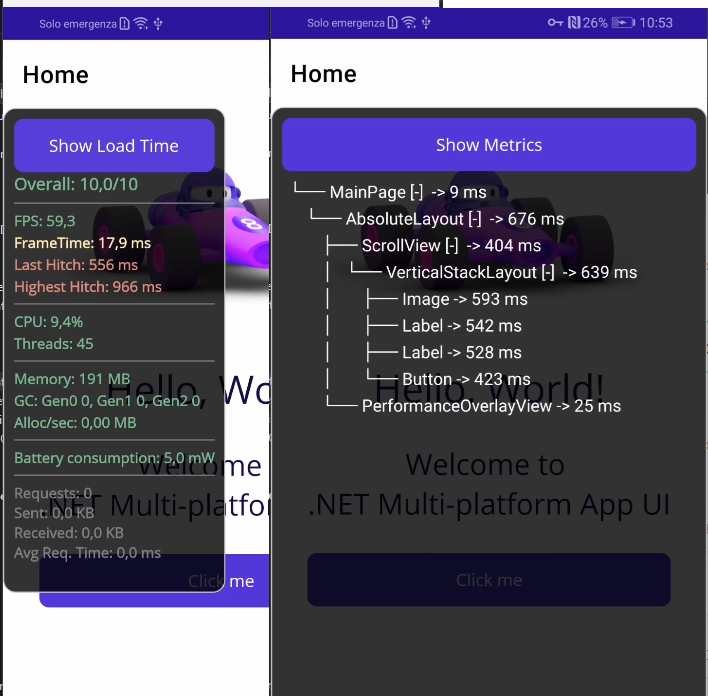 Solo emergenza
Home
Show Load Time
Overall: 10,0/10
FPS: 59,3
FrameTime: 17,9 ms
Last Hitch: 556 ms
Highest Hitch: 966 ms
CPU: 9,4%
Threads: 45
Memory: 191 MB
GC: Gen0 0, Gen1 0, Gen2 0
Alloc/sec: 0,00 MB
Battery consumption: 5,0 mW
Requests: 0
Sent: 0,0 KB
Received: 0,0 KB
Avg Req. Time: 0,0 ms
Hello, Wo
Welcome
.NET Multi-platfor
Click me
Solo emergenza 26% 10:53
Home
Show Metrics
└── MainPage [-] -> 9 ms
└── AbsoluteLayout [-] -> 676 ms
├── ScrollView [-] -> 404 ms
│ └── VerticalStackLayout [-] -> 639 ms
│ ├── Image -> 593 ms
│ ├── Label -> 542 ms
│ ├── Label -> 528 ms
│ └── Button -> 423 ms
└── PerformanceOverlayView -> 25 ms
Hello, World!
Welcome to
.NET Multi-platform App UI
Click me